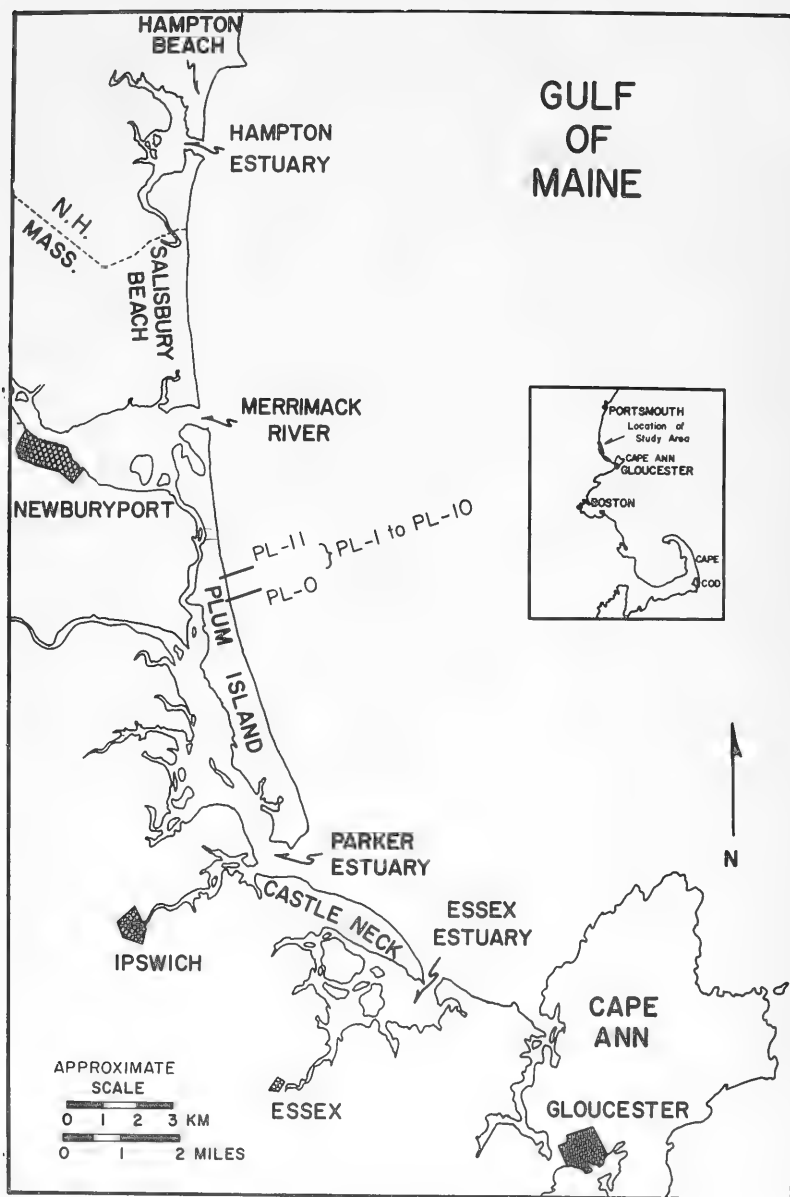 HAMPTON
BEACH
GULF
OF
MAINE
HAMPTON
ESTUARY
N.H.
MASS.
SALISBURY
BEACH
MERRIMACK
RIVER
NEWBURYPORT
PL-11
PL-1 to PL-10
PL-0
PLUM ISLAND
PORTSMOUTH
Location of
Study Area
CAPE ANN
GLOUCESTER
BOSTON
CAPE
COD
N
PARKER
ESTUARY
CASTLE NECK
ESSEX
ESTUARY
IPSWICH
CAPE
ANN
APPROXIMATE
SCALE
0 1 2 3 KM
0 1 2 MILES
ESSEX
GLOUCESTER